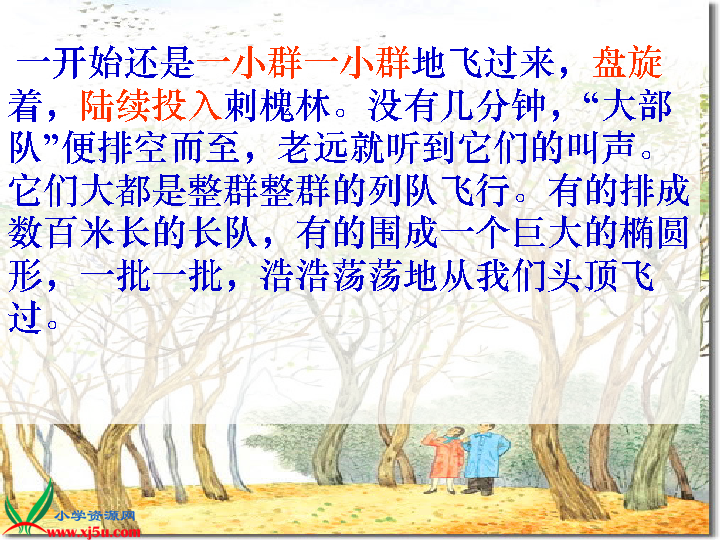 一开始还是一小群一小群地飞过来，盘旋
着，陆续投入刺槐林。没有几分钟，“大部
队”便排空而至，老远就听到它们的叫声。
它们大都是整群整群的列队飞行。有的排成
数百米长的长队，有的围成一个巨大的椭圆
形，一批一批，浩浩荡荡地从我们头顶飞
过。
小学资源网
www.xj5u.com